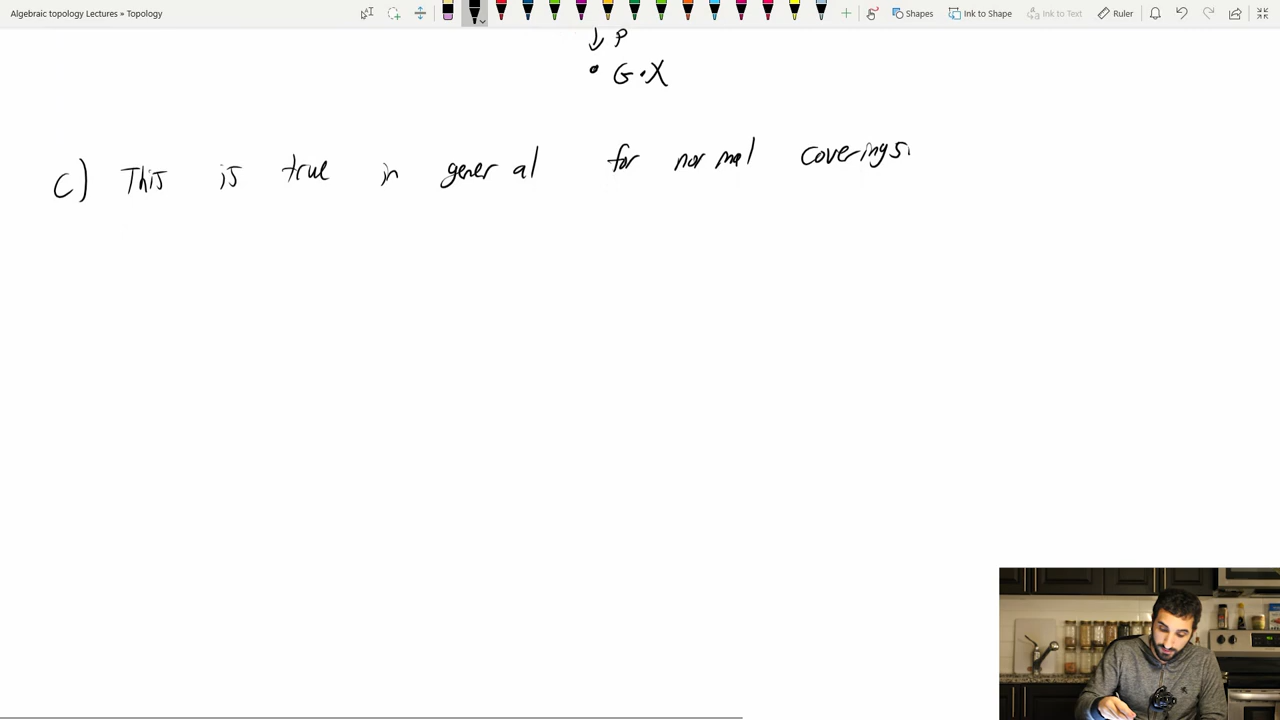 Algebraic topology Lectures » Topology
Shapes
Ink to Shape
Ink to Text
Ruler
↓ P
• G·X
c) This is true in general for normal coverings.